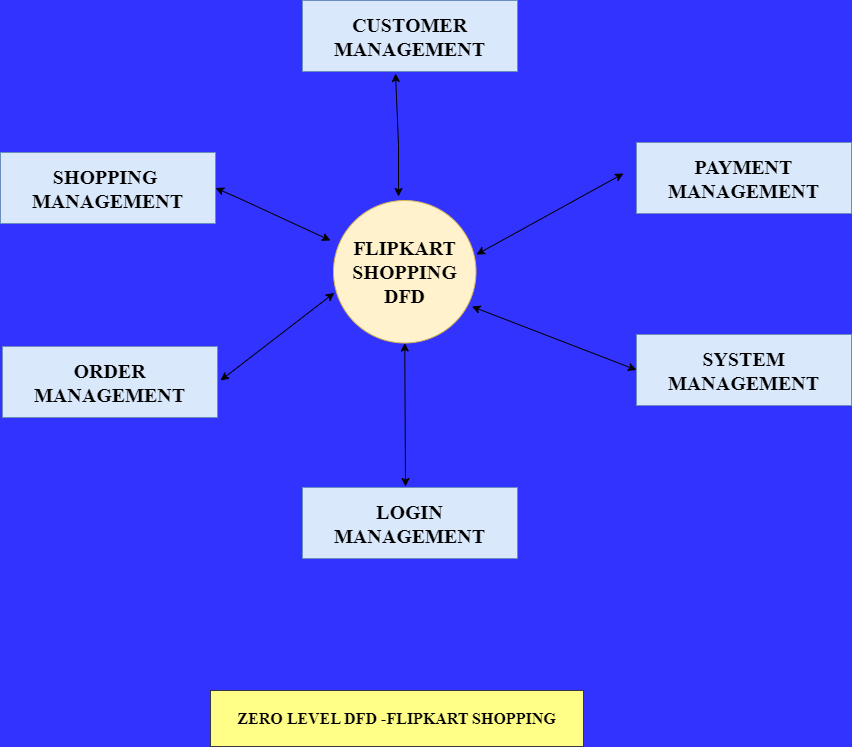 CUSTOMER
MANAGEMENT
PAYMENT
MANAGEMENT
SHOPPING
MANAGEMENT
FLIPKART
SHOPPING
DFD
SYSTEM
MANAGEMENT
ORDER
MANAGEMENT
LOGIN
MANAGEMENT
ZERO LEVEL DFD -FLIPKART SHOPPING